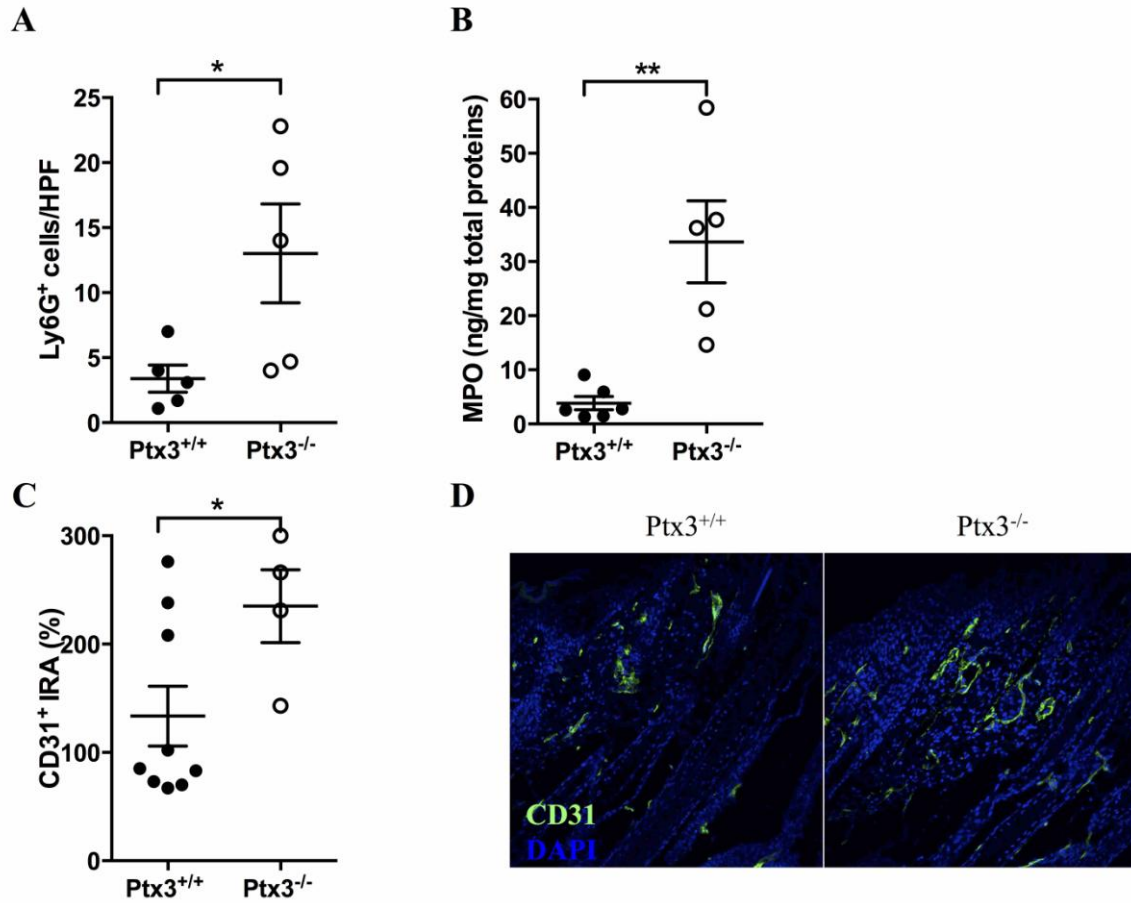 A
*
Ly6G⁺ cells/HPF
25
20
15
10
5
0
Ptx3⁺/⁺ Ptx3⁻/⁻
B
**
MPO (ng/mg total proteins)
60
50
40
30
20
10
0
Ptx3⁺/⁺ Ptx3⁻/⁻
C
*
CD31⁺ IRA (%)
300
200
100
0
Ptx3⁺/⁺ Ptx3⁻/⁻
D
Ptx3⁺/⁺ Ptx3⁻/⁻
CD31
DAPI